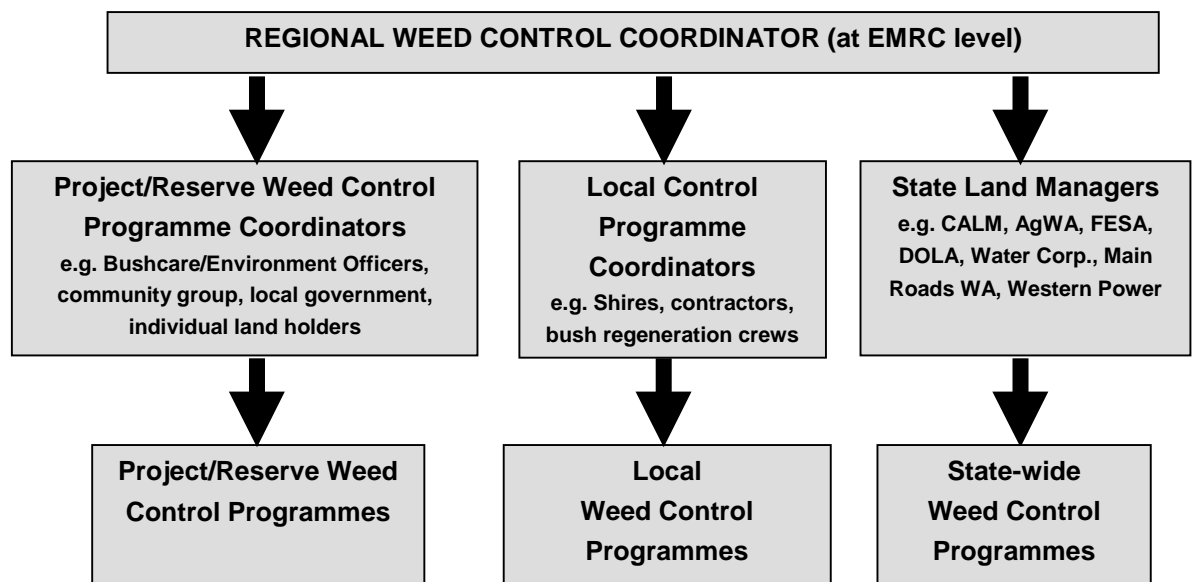 REGIONAL WEED CONTROL COORDINATOR (at EMRC level)
Project/Reserve Weed Control
Programme Coordinators
e.g. Bushcare/Environment Officers,
community group, local government,
individual land holders
Local Control
Programme
Coordinators
e.g. Shires, contractors,
bush regeneration crews
State Land Managers
e.g. CALM, AgWA, FESA,
DOLA, Water Corp., Main
Roads WA, Western Power
Project/Reserve Weed
Control Programmes
Local
Weed Control
Programmes
State-wide
Weed Control
Programmes